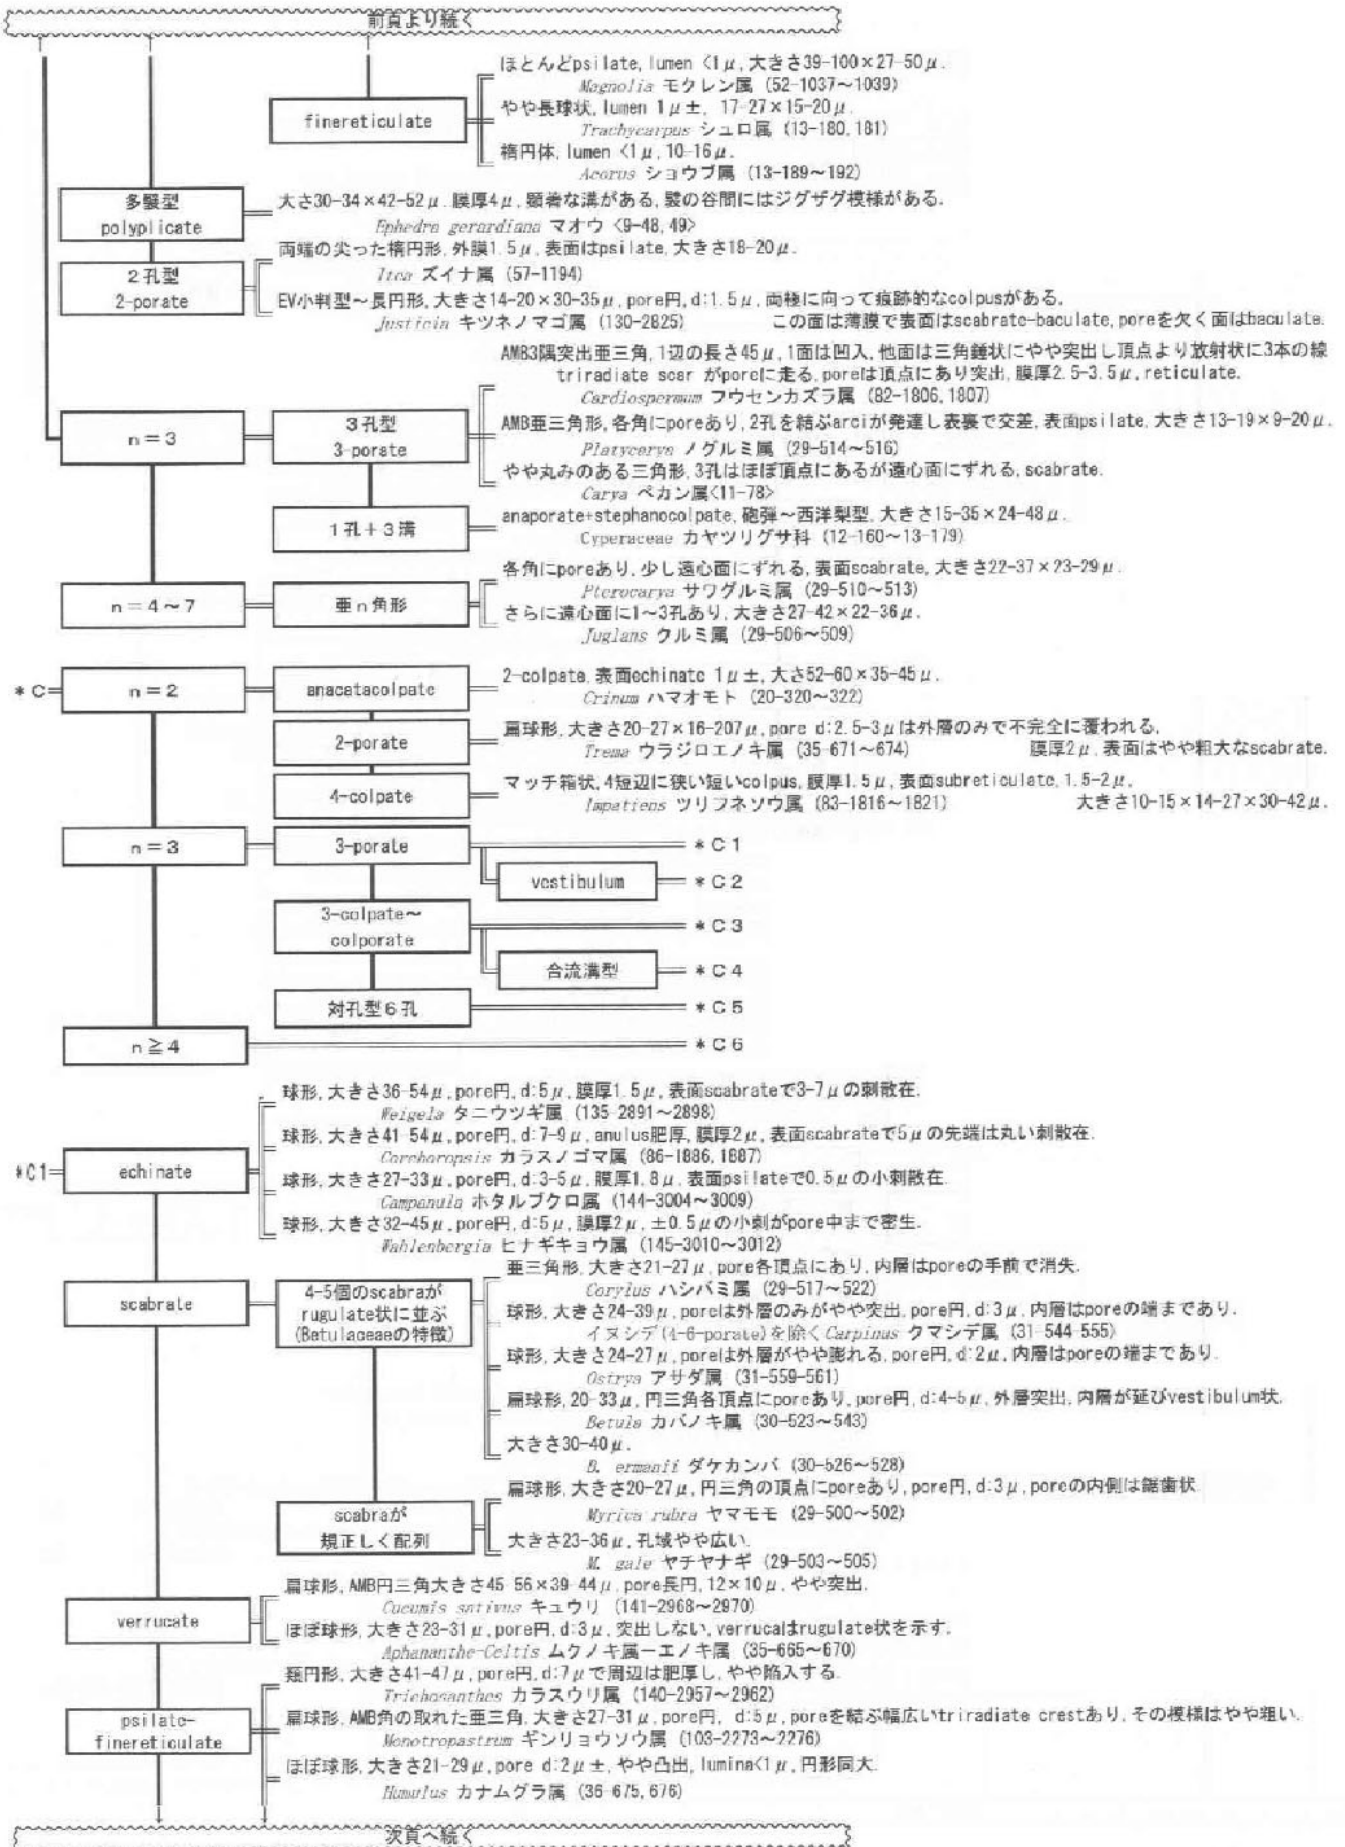 前頁より続く
ほとんどpsilate, lumen <1μ, 大きさ39-100×27-50μ.
Magnolia モクレン属 (52-1037～1039)
finereticulate
やや長球状, lumen 1μ±, 17-27×15-20μ.
Trachycarpus シュロ属 (13-180, 181)
楕円体, lumen <1μ, 10-16μ.
Acorus ショウブ属 (13-189～192)
多襞型
polyplicate
大さ30-34×42-52μ. 膜厚4μ, 顕著な溝がある, 襞の谷間にはジグザグ模様がある.
Ephedra gerardiana マオウ <9-48, 49>
2孔型
2-porate
両端の尖った楕円形, 外膜1.5μ, 表面はpsilate, 大きさ18-20μ.
Itea ズイナ属 (57-1194)
EV小判型～長円形, 大きさ14-20×30-35μ, pore円, d:1.5μ, 両極に向って痕跡的なcolpusがある.
Justicia キツネノマゴ属 (130-2825) この面は薄膜で表面はscabrate-baculate, poreを欠く面はbaculate.
n=3
3孔型
3-porate
AMB3隅突出亜三角, 1辺の長さ45μ, 1面は凹入, 他面は三角錘状にやや突出し頂点より放射状に3本の線
triradiate scar がporeに走る, poreは頂点にあり突出, 膜厚2.5-3.5μ, reticulate.
Cardiospermum フウセンカズラ属 (82-1806, 1807)
AMB亜三角形, 各角にporeあり, 2孔を結ぶarciが発達し表裏で交差, 表面psilate, 大きさ13-19×9-20μ.
Platycarya ノグルミ属 (29-514～516)
やや丸みのある三角形, 3孔はほぼ頂点にあるが遠心面にずれる, scabrate.
Carya ペカン属<11-78>
1孔+3溝
anaporate+stephanocolpate, 砲弾～西洋梨型, 大きさ15-35×24-48μ.
Cyperaceae カヤツリグサ科 (12-160～13-179)
n=4～7
亜n角形
各角にporeあり, 少し遠心面にずれる, 表面scabrate, 大きさ22-37×23-29μ.
Pterocarya サワグルミ属 (29-510～513)
さらに遠心面に1～3孔あり, 大きさ27-42×22-36μ.
Juglans クルミ属 (29-506～509)
*C=
n=2
anacatacolpate
2-colpate, 表面echinate 1μ±, 大さ52-60×35-45μ.
Crinum ハマオモト (20-320～322)
2-porate
扁球形, 大きさ20-27×16-207μ, pore d:2.5-3μは外層のみで不完全に覆われる,
Trema ウラジロエノキ属 (35-671～674) 膜厚2μ, 表面はやや粗大なscabrate.
4-colpate
マッチ箱状, 4短辺に狭い短いcolpus, 膜厚1.5μ, 表面subreticulate, 1.5-2μ,
Impatiens ツリフネソウ属 (83-1816～1821) 大きさ10-15×14-27×30-42μ.
n=3
3-porate
*C1
vestibulum
*C2
3-colpate～
colporate
*C3
合流溝型
*C4
対孔型6孔
*C5
n≧4
*C6
*C1=
echinate
球形, 大きさ36-54μ, pore円, d:5μ, 膜厚1.5μ, 表面scabrateで3-7μの刺散在.
Weigela タニウツギ属 (135-2891～2898)
球形, 大きさ41-54μ, pore円, d:7-9μ, anulus肥厚, 膜厚2μ, 表面scabrateで5μの先端は丸い刺散在.
Corchoropsis カラスノゴマ属 (86-1886, 1887)
球形, 大きさ27-33μ, pore円, d:3-5μ, 膜厚1.8μ, 表面psilateで0.5μの小刺散在.
Campanula ホタルブクロ属 (144-3004～3009)
球形, 大きさ32-45μ, pore円, d:5μ, 膜厚2μ, ±0.5μの小刺がpore中まで密生.
Wahlenbergia ヒナギキョウ属 (145-3010～3012)
scabrate
4-5個のscabraが
rugulate状に並ぶ
(Betulaceaeの特徴)
亜三角形, 大きさ21-27μ, pore各頂点にあり, 内層はporeの手前で消失.
Corylus ハシバミ属 (29-517～522)
球形, 大きさ24-39μ, poreは外層のみがやや突出, pore円, d:3μ, 内層はporeの端まであり.
イヌシデ(4-6-porate)を除くCarpinus クマシデ属 (31-544-555)
球形, 大きさ24-27μ, poreは外層がやや膨れる, pore円, d:2μ, 内層はporeの端まであり.
Ostrya アサダ属 (31-559-561)
扁球形, 20-33μ, 円三角各頂点にporeあり, pore円, d:4-5μ, 外層突出, 内層が延びvestibulum状.
Betula カバノキ属 (30-523～543)
大きさ30-40μ.
B. ermanii ダケカンバ (30-526～528)
scabraが
規正しく配列
扁球形, 大きさ20-27μ, 円三角の頂点にporeあり, pore円, d:3μ, poreの内側は鋸歯状.
Myrica rubra ヤマモモ (29-500～502)
大きさ23-36μ, 孔域やや広い.
M. gale ヤチヤナギ (29-503～505)
verrucate
扁球形, AMB円三角大きさ45-56×39-44μ, pore長円, 12×10μ, やや突出.
Cucumis sativus キュウリ (141-2968～2970)
ほぼ球形, 大きさ23-31μ, pore円, d:3μ, 突出しない, verrucaはrugulate状を示す.
Aphananthe-Celtis ムクノキ属ーエノキ属 (35-665～670)
psilate-
finereticulate
類円形, 大きさ41-47μ, pore円, d:7μで周辺は肥厚し, やや陥入する.
Trichosanthes カラスウリ属 (140-2957～2962)
扁球形, AMB角の取れた亜三角, 大きさ27-31μ, pore円, d:5μ, poreを結ぶ幅広いtriradiate crestあり, その模様はやや粗い.
Monotropastrum ギンリョウソウ属 (103-2273～2276)
ほぼ球形, 大きさ21-29μ, pore d:2μ±, やや凸出, lumina<1μ, 円形同大.
Humulus カナムグラ属 (36-675, 676)
次頁へ続く